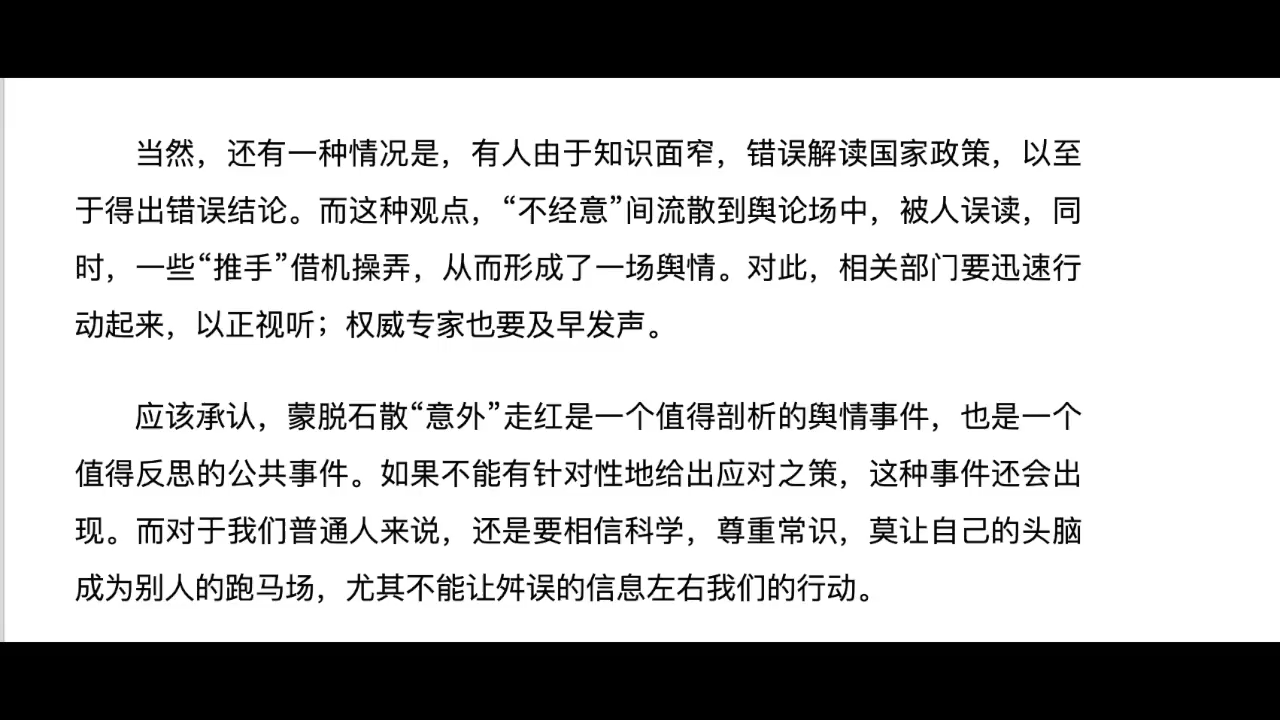 当然，还有一种情况是，有人由于知识面窄，错误解读国家政策，以至
于得出错误结论。而这种观点，“不经意”间流散到舆论场中，被人误读，同
时，一些“推手”借机操弄，从而形成了一场舆情。对此，相关部门要迅速行
动起来，以正视听；权威专家也要及早发声。
应该承认，蒙脱石散“意外”走红是一个值得剖析的舆情事件，也是一个
值得反思的公共事件。如果不能有针对性地给出应对之策，这种事件还会出
现。而对于我们普通人来说，还是要相信科学，尊重常识，莫让自己的头脑
成为别人的跑马场，尤其不能让舛误的信息左右我们的行动。